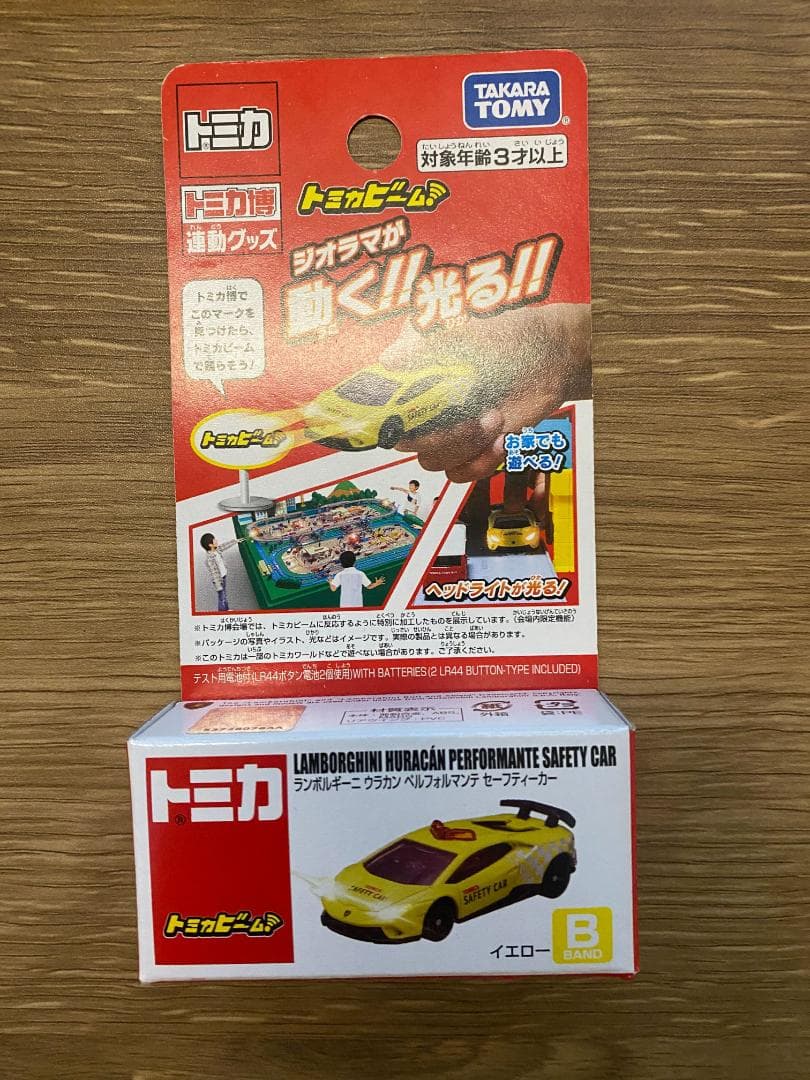 トミカ
TAKARA
TOMY
対象年齢3才以上
トミカ博
連動グッズ
トミカビーム
ジオラマが
動く!!光る!!
トミカ博で
このマークを
見つけたら、
トミカビーム
で照らそう!
SAFETY CAR
トミカビーム
お家でも
遊べる!
ヘッドライトが光る!
※トミカ博会場では、トミカビームに反応するように特別に加工したものを展示しています。(会場内限定機能)
※パッケージの写真やイラスト、光などはイメージです。実際の製品とは異なる場合があります。
※このトミカは一部のトミカワールドなどで遊べない場合があります。ご了承ください。
テスト用電池付(LR44ボタン電池2個使用)WITH BATTERIES(2 LR44 BUTTON-TYPE INCLUDED)
材質表示
外箱
袋:PE
LAMBORGHINI HURACÁN PERFORMANTE SAFETY CAR
ランボルギーニ ウラカン ペルフォルマンテ セーフティーカー
トミカ
SAFETY CAR
SAFETY CAR
トミカビーム
イエロー
B
BAND